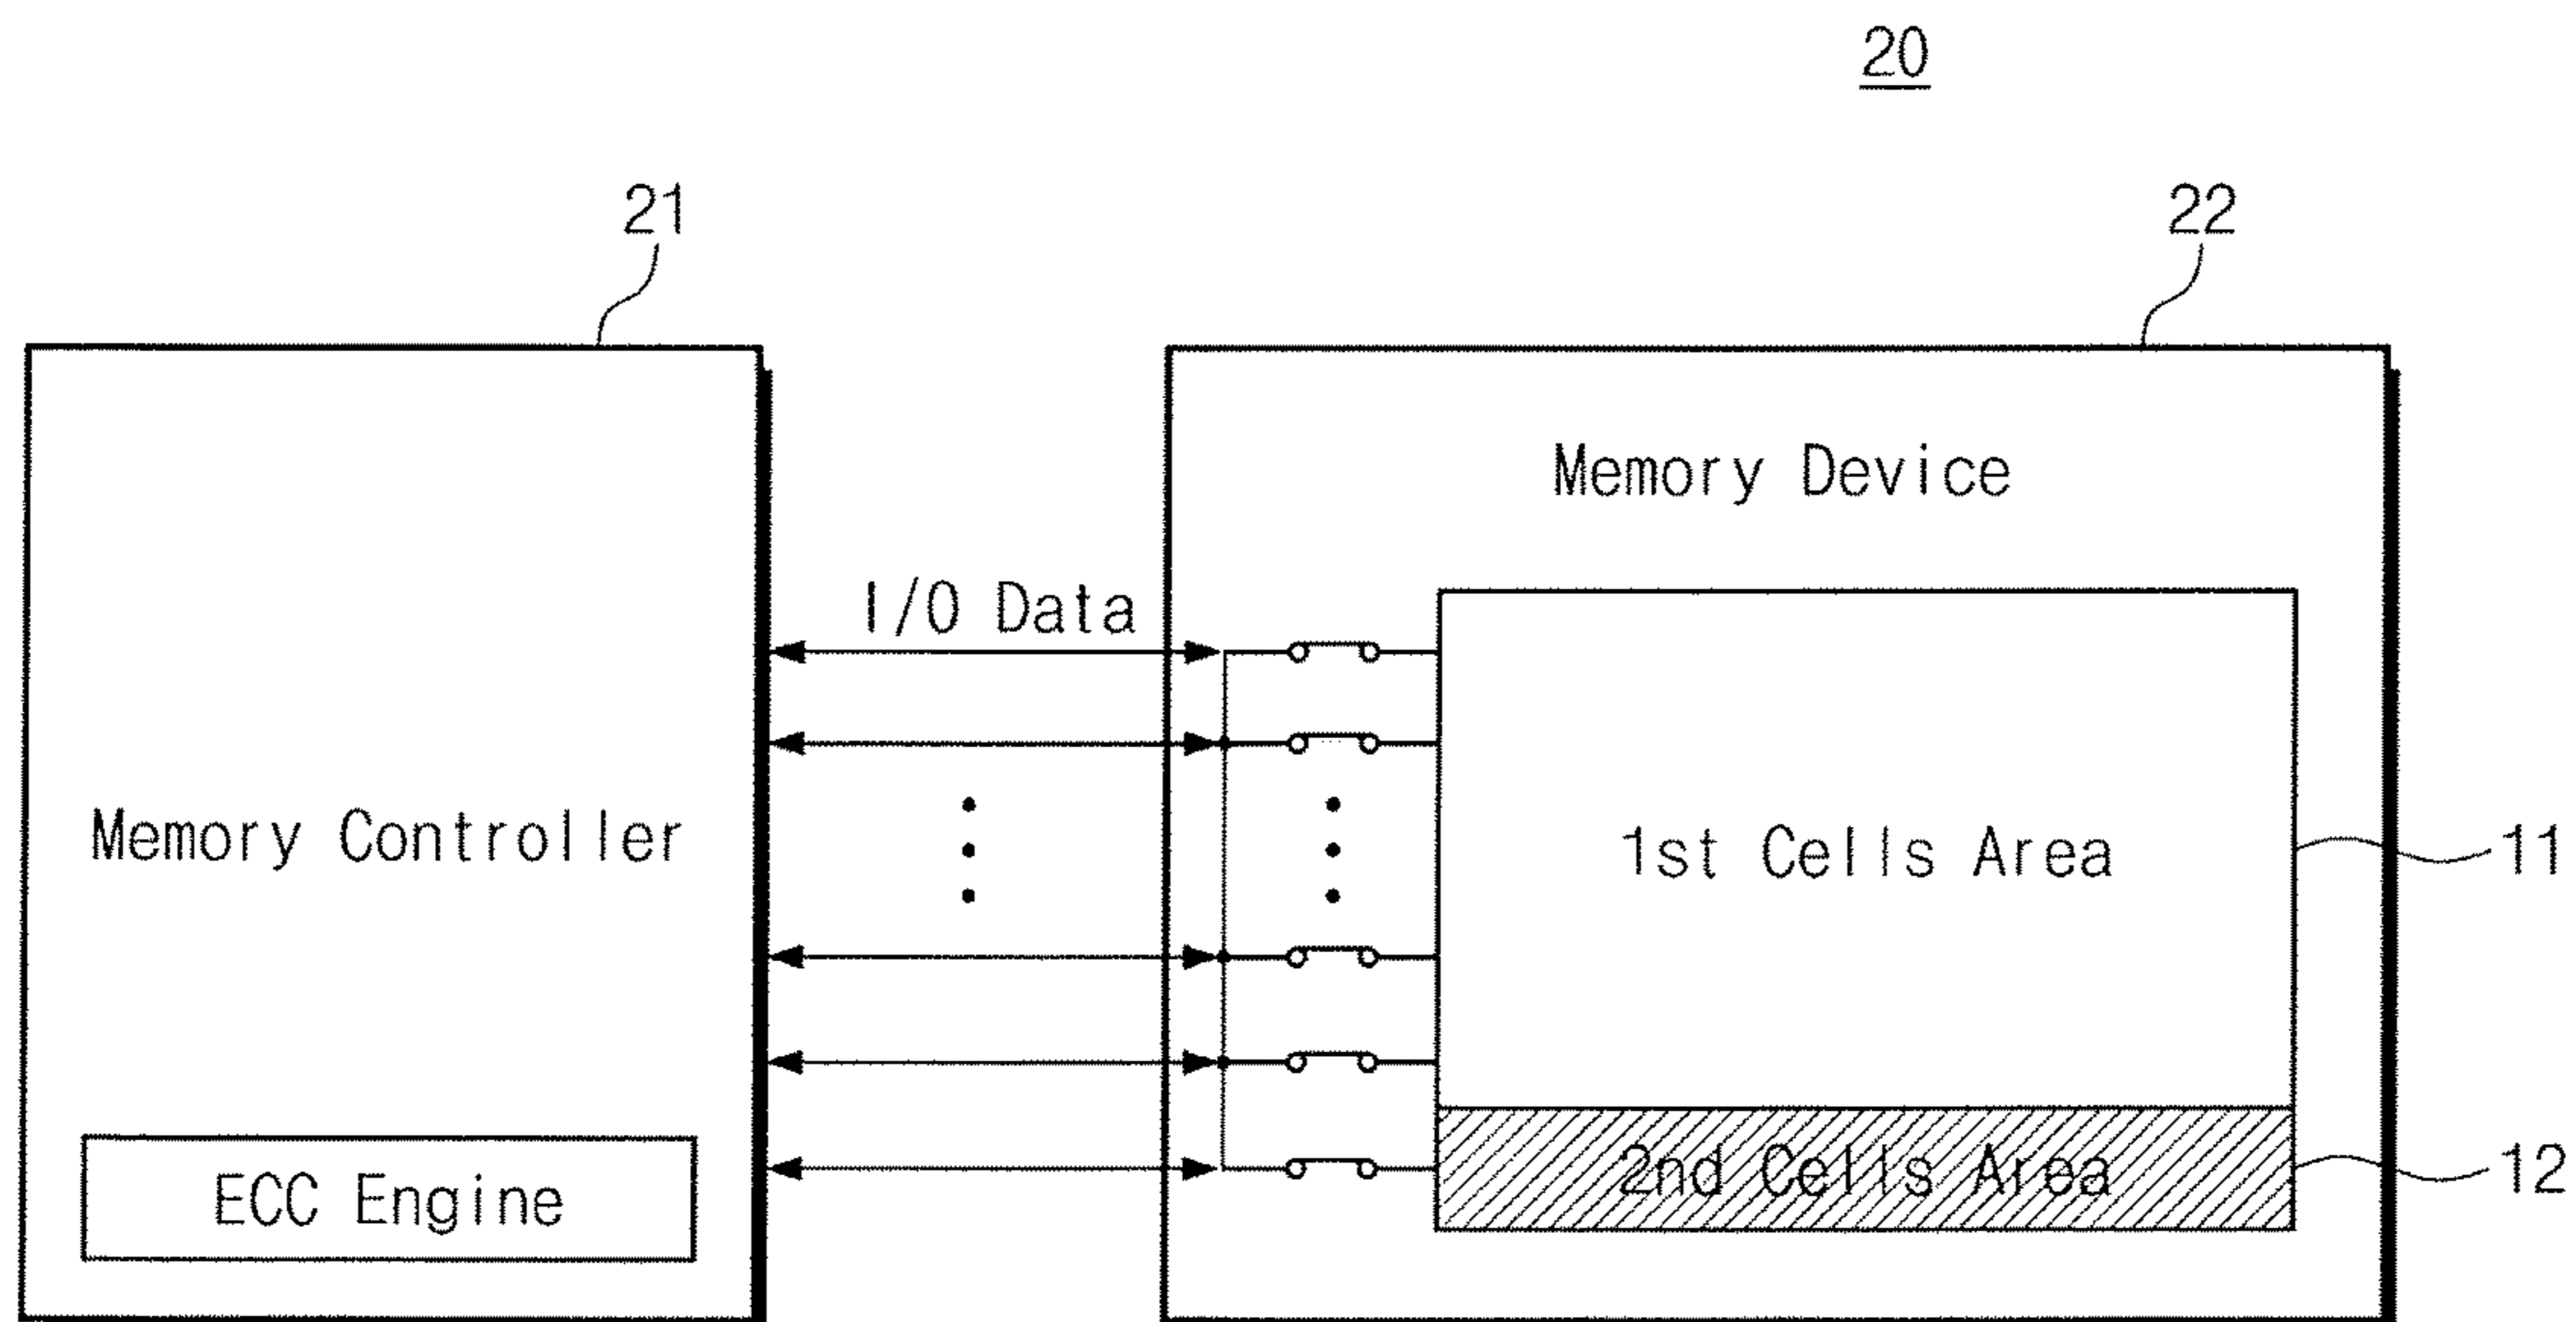 20
21
22
Memory Device
I/O Data
Memory Controller
1st Cells Area
11
ECC Engine
2nd Cells Area
12